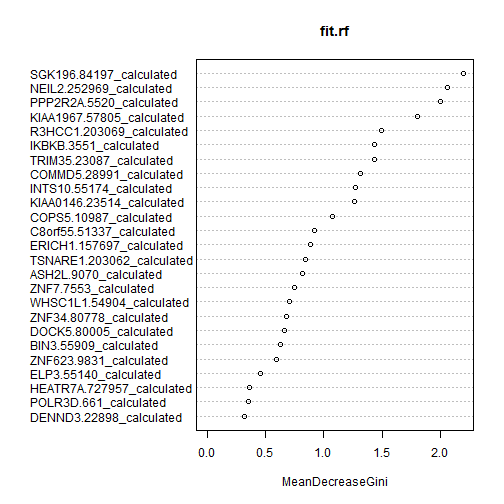 fit.rf
SGK196.84197_calculated
NEIL2.252969_calculated
PPP2R2A.5520_calculated
KIAA1967.57805_calculated
R3HCC1.203069_calculated
IKBKB.3551_calculated
TRIM35.23087_calculated
COMMD5.28991_calculated
INTS10.55174_calculated
KIAA0146.23514_calculated
COPS5.10987_calculated
C8orf55.51337_calculated
ERICH1.157697_calculated
TSNARE1.203062_calculated
ASH2L.9070_calculated
ZNF7.7553_calculated
WHSC1L1.54904_calculated
ZNF34.80778_calculated
DOCK5.80005_calculated
BIN3.55909_calculated
ZNF623.9831_calculated
ELP3.55140_calculated
HEATR7A.727957_calculated
POLR3D.661_calculated
DENND3.22898_calculated
0.0 0.5 1.0 1.5 2.0
MeanDecreaseGini